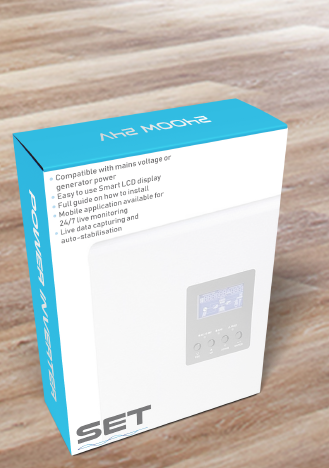 2400W 24V
• Compatible with mains voltage or
generator power
• Easy to use Smart LCD display
• Full guide on how to install
• Mobile application available for
24/7 live monitoring
• Live data capturing and
auto-stabilisation
POWER INVERTER
SET